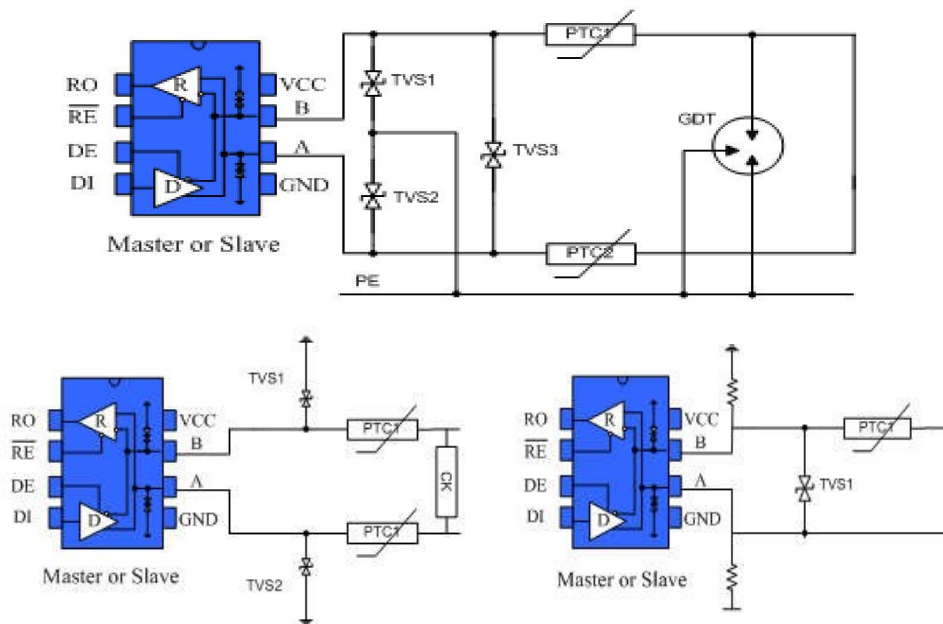 PTC1
RO
R
VCC
TVS1
RE
B
GDT
DE
A
TVS3
DI
D
GND
TVS2
Master or Slave
PTC2
PE
TVS1
RO
R
VCC
PTC1
RE
B
DE
A
CK
DI
D
GND
PTC1
Master or Slave
TVS2
RO
R
VCC
PTC1
RE
B
DE
A
TVS1
DI
D
GND
Master or Slave